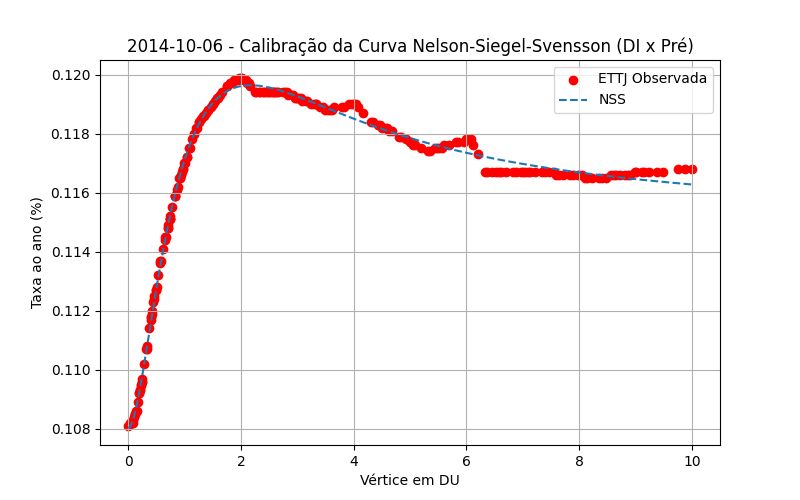 2014-10-06 - Calibração da Curva Nelson-Siegel-Svensson (DI x Pré)
ETTJ Observada
NSS
Taxa ao ano (%)
0.120
0.118
0.116
0.114
0.112
0.110
0.108
0 2 4 6 8 10
Vértice em DU